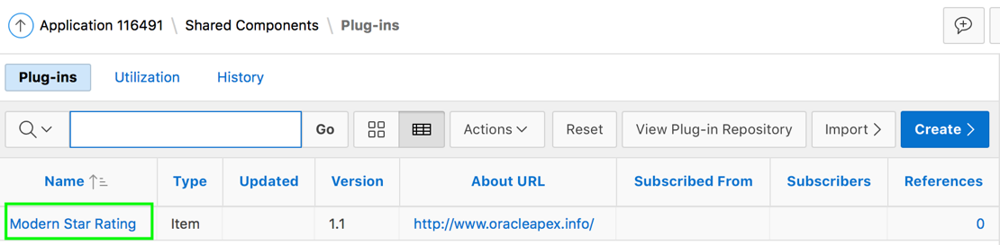 Application 116491 \ Shared Components \ Plug-ins
Plug-ins Utilization History
Go Actions Reset View Plug-in Repository Import Create
Name Type Updated Version About URL Subscribed From Subscribers References
Modern Star Rating Item 1.1 http://www.oracleapex.info/ 0